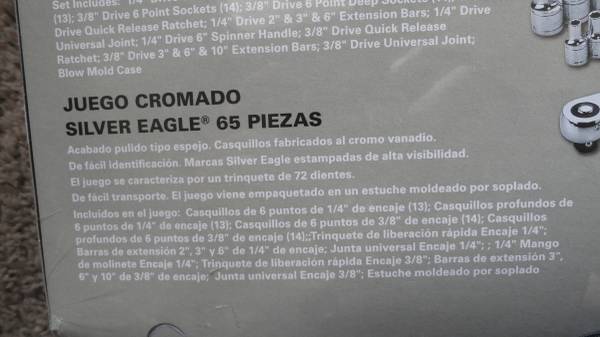 Set Includes: 1/4" Drive
(14); 3/8" Drive 6 Point Sockets (13); 3/8" Drive 6 Point Deep Sockets (14);
Drive Quick Release Ratchet; 1/4" Drive 2" & 3" & 6" Extension Bars; 1/4" Drive
Universal Joint; 1/4" Drive 6" Spinner Handle; 3/8" Drive Quick Release
Ratchet; 3/8" Drive 3" & 6" & 10" Extension Bars; 3/8" Drive Universal Joint;
Blow Mold Case
JUEGO CROMADO
SILVER EAGLE® 65 PIEZAS
Acabado pulido tipo espejo. Casquillos fabricados al cromo vanadio.
De fácil identificación. Marcas Silver Eagle estampadas de alta visibilidad.
El juego se caracteriza por un trinquete de 72 dientes.
De fácil transporte. El juego viene empaquetado en un estuche moldeado por soplado.
Incluidos en el juego: Casquillos de 6 puntos de 1/4" de encaje (13); Casquillos profundos de
6 puntos de 1/4" de encaje (13); Casquillos de 6 puntos de 3/8" de encaje (14); Casquillos
profundos de 6 puntos de 3/8" de encaje (14);;Trinquete de liberación rápida Encaje 1/4";
Barras de extensión 2", 3" y 6" de 1/4" de encaje; Junta universal Encaje 1/4"; ; 1/4" Mango
de molinete Encaje 1/4"; Trinquete de liberación rápida Encaje 3/8"; Barras de extensión 3",
6" y 10" de 3/8" de encaje; Junta universal Encaje 3/8"; Estuche moldeado por soplado